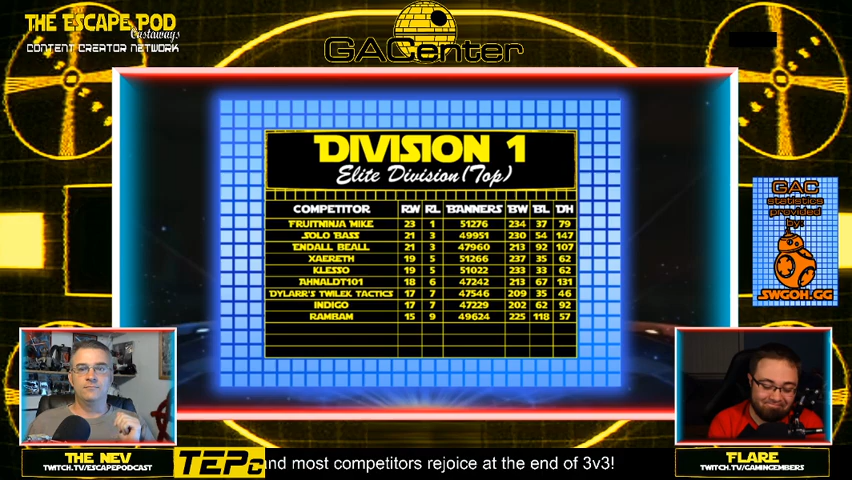 THE ESCAPE POD
Castaways
CONTENT CREATOR NETWORK
GACenter
DIVISION 1
Elite Division (Top)
COMPETITOR RW RL BANNERS BW BL DH
FRUITNINJA MIKE 23 1 51276 234 37 79
SOLO BASS 21 3 49951 230 54 147
ENDALL BEALL 21 3 47960 213 92 107
XAERETH 19 5 51266 237 35 62
KLESSO 19 5 51022 233 33 62
AHNALDT101 18 6 47242 213 67 131
DYLARR'S TWILEK TACTICS 17 7 47546 209 35 46
INDIGO 17 7 47229 202 62 92
RAMBAM 15 9 49624 225 118 57
GAC
statistics
provided
by:
SWGOH.GG
THE NEV
TWITCH.TV/ESCAPEPODCAST
FLARE
TWITCH.TV/GAMINGEMBERS
TEPC
and most competitors rejoice at the end of 3v3!